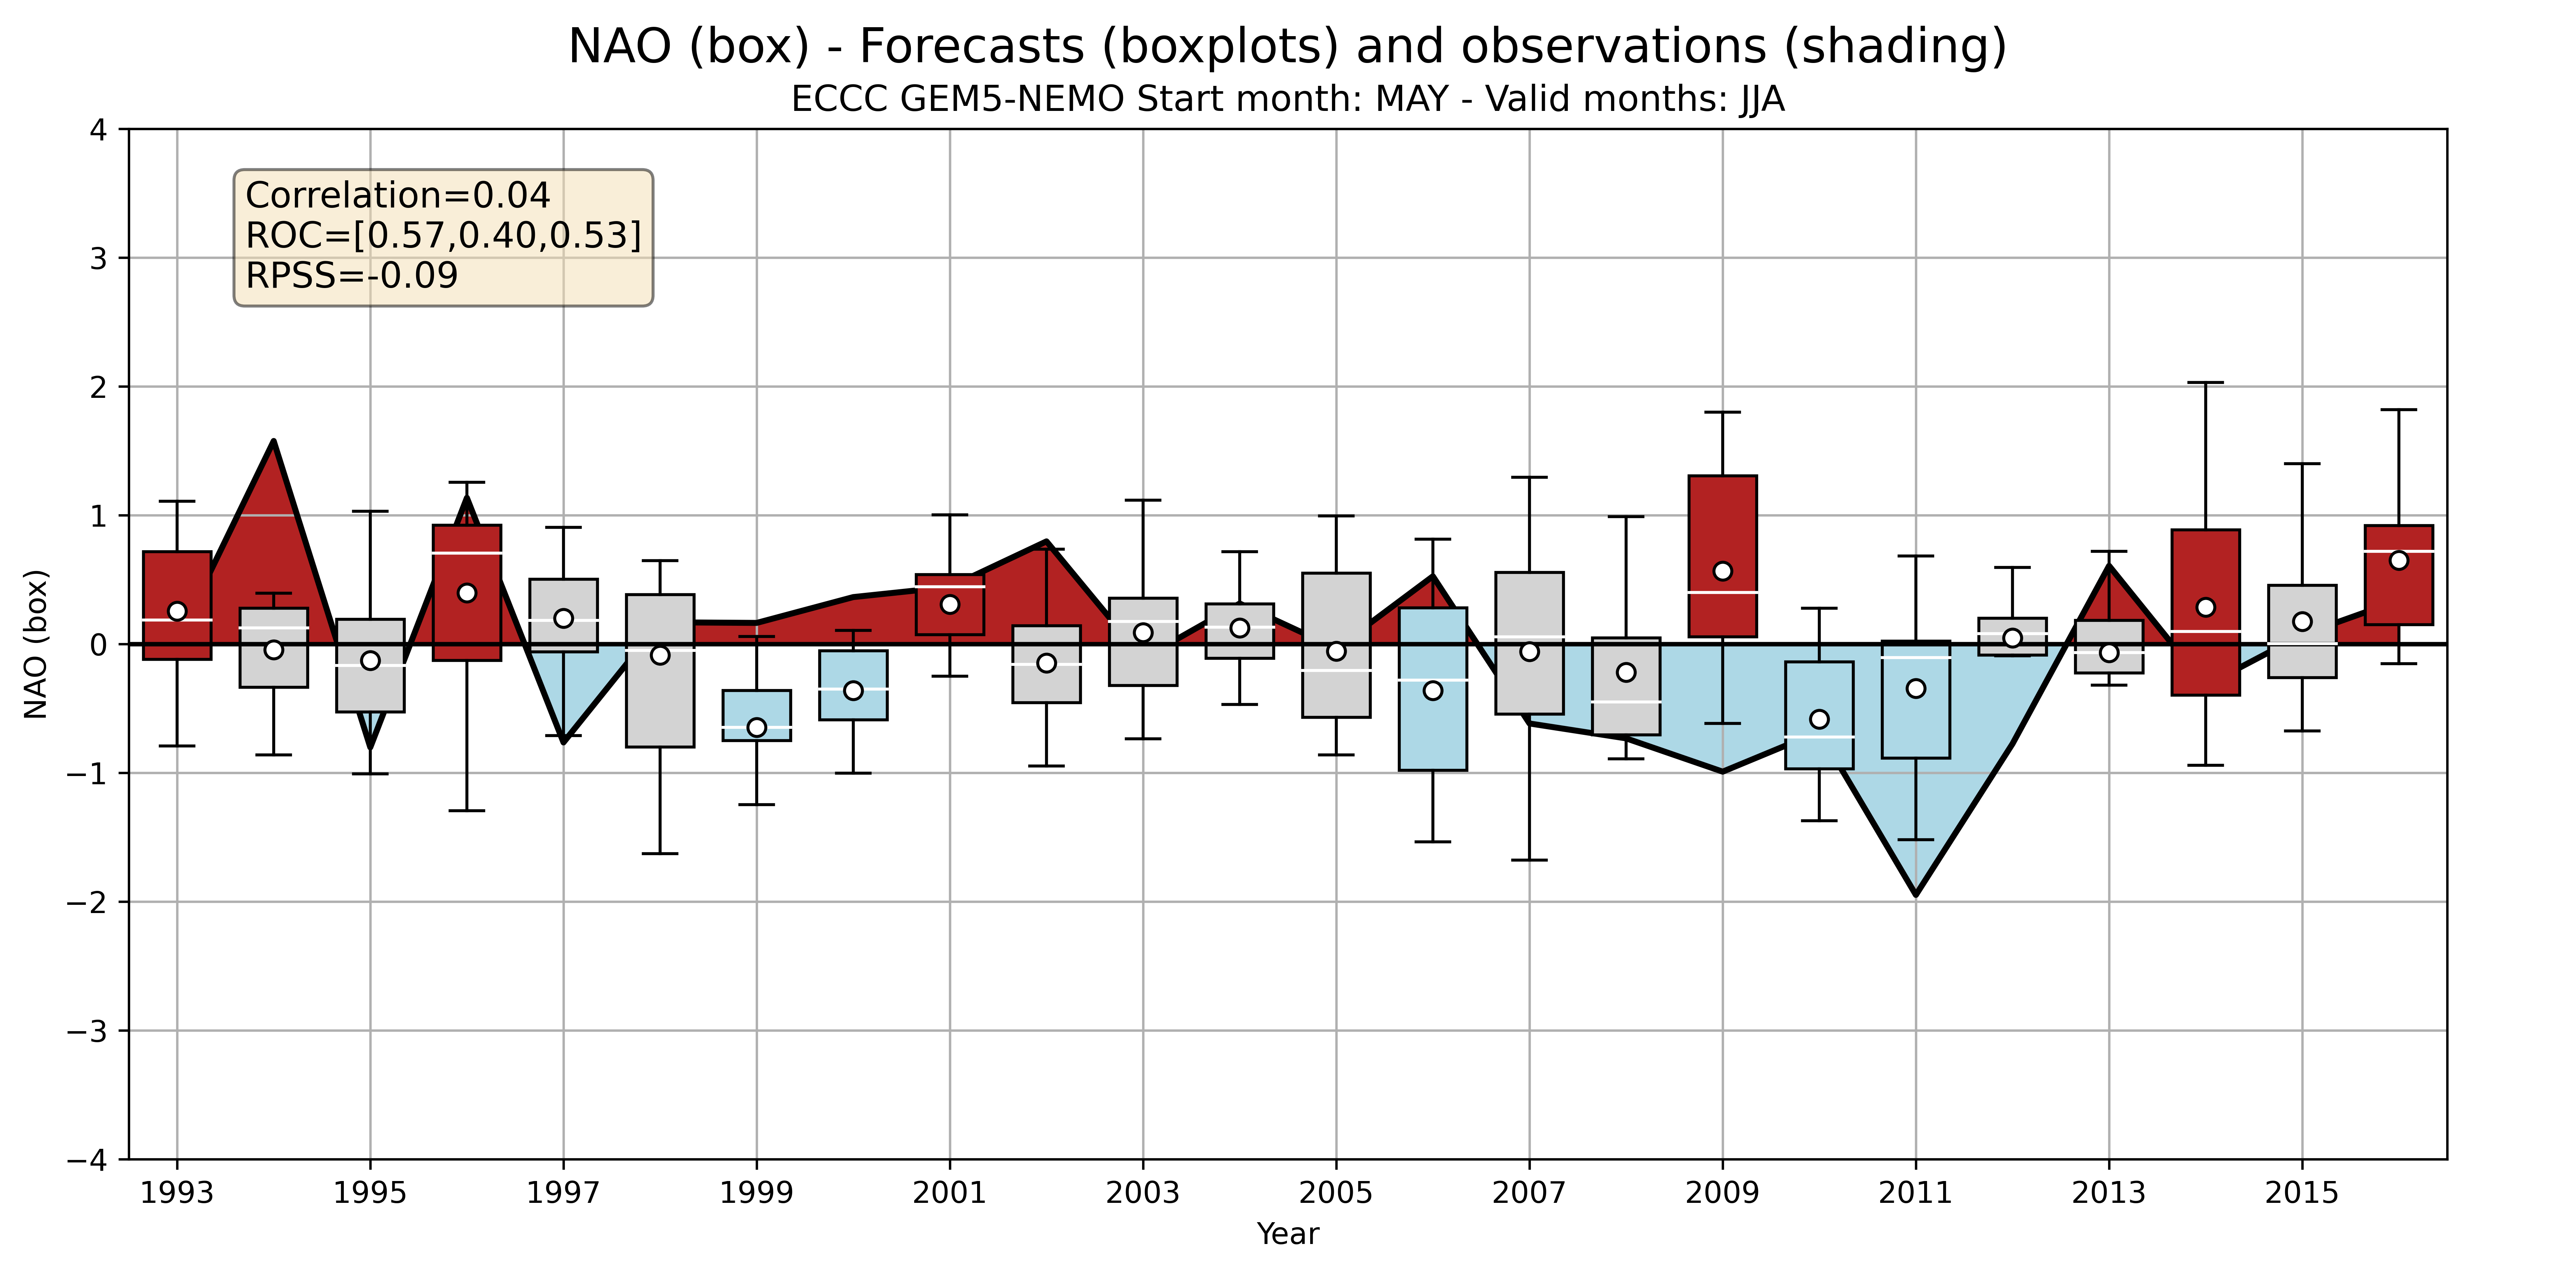 NAO (box) - Forecasts (boxplots) and observations (shading)
ECCC GEM5-NEMO Start month: MAY - Valid months: JJA
Correlation=0.04
ROC=[0.57,0.40,0.53]
RPSS=-0.09
NAO (box)
4
3
2
1
0
−1
−2
−3
−4
1993 1995 1997 1999 2001 2003 2005 2007 2009 2011 2013 2015
Year